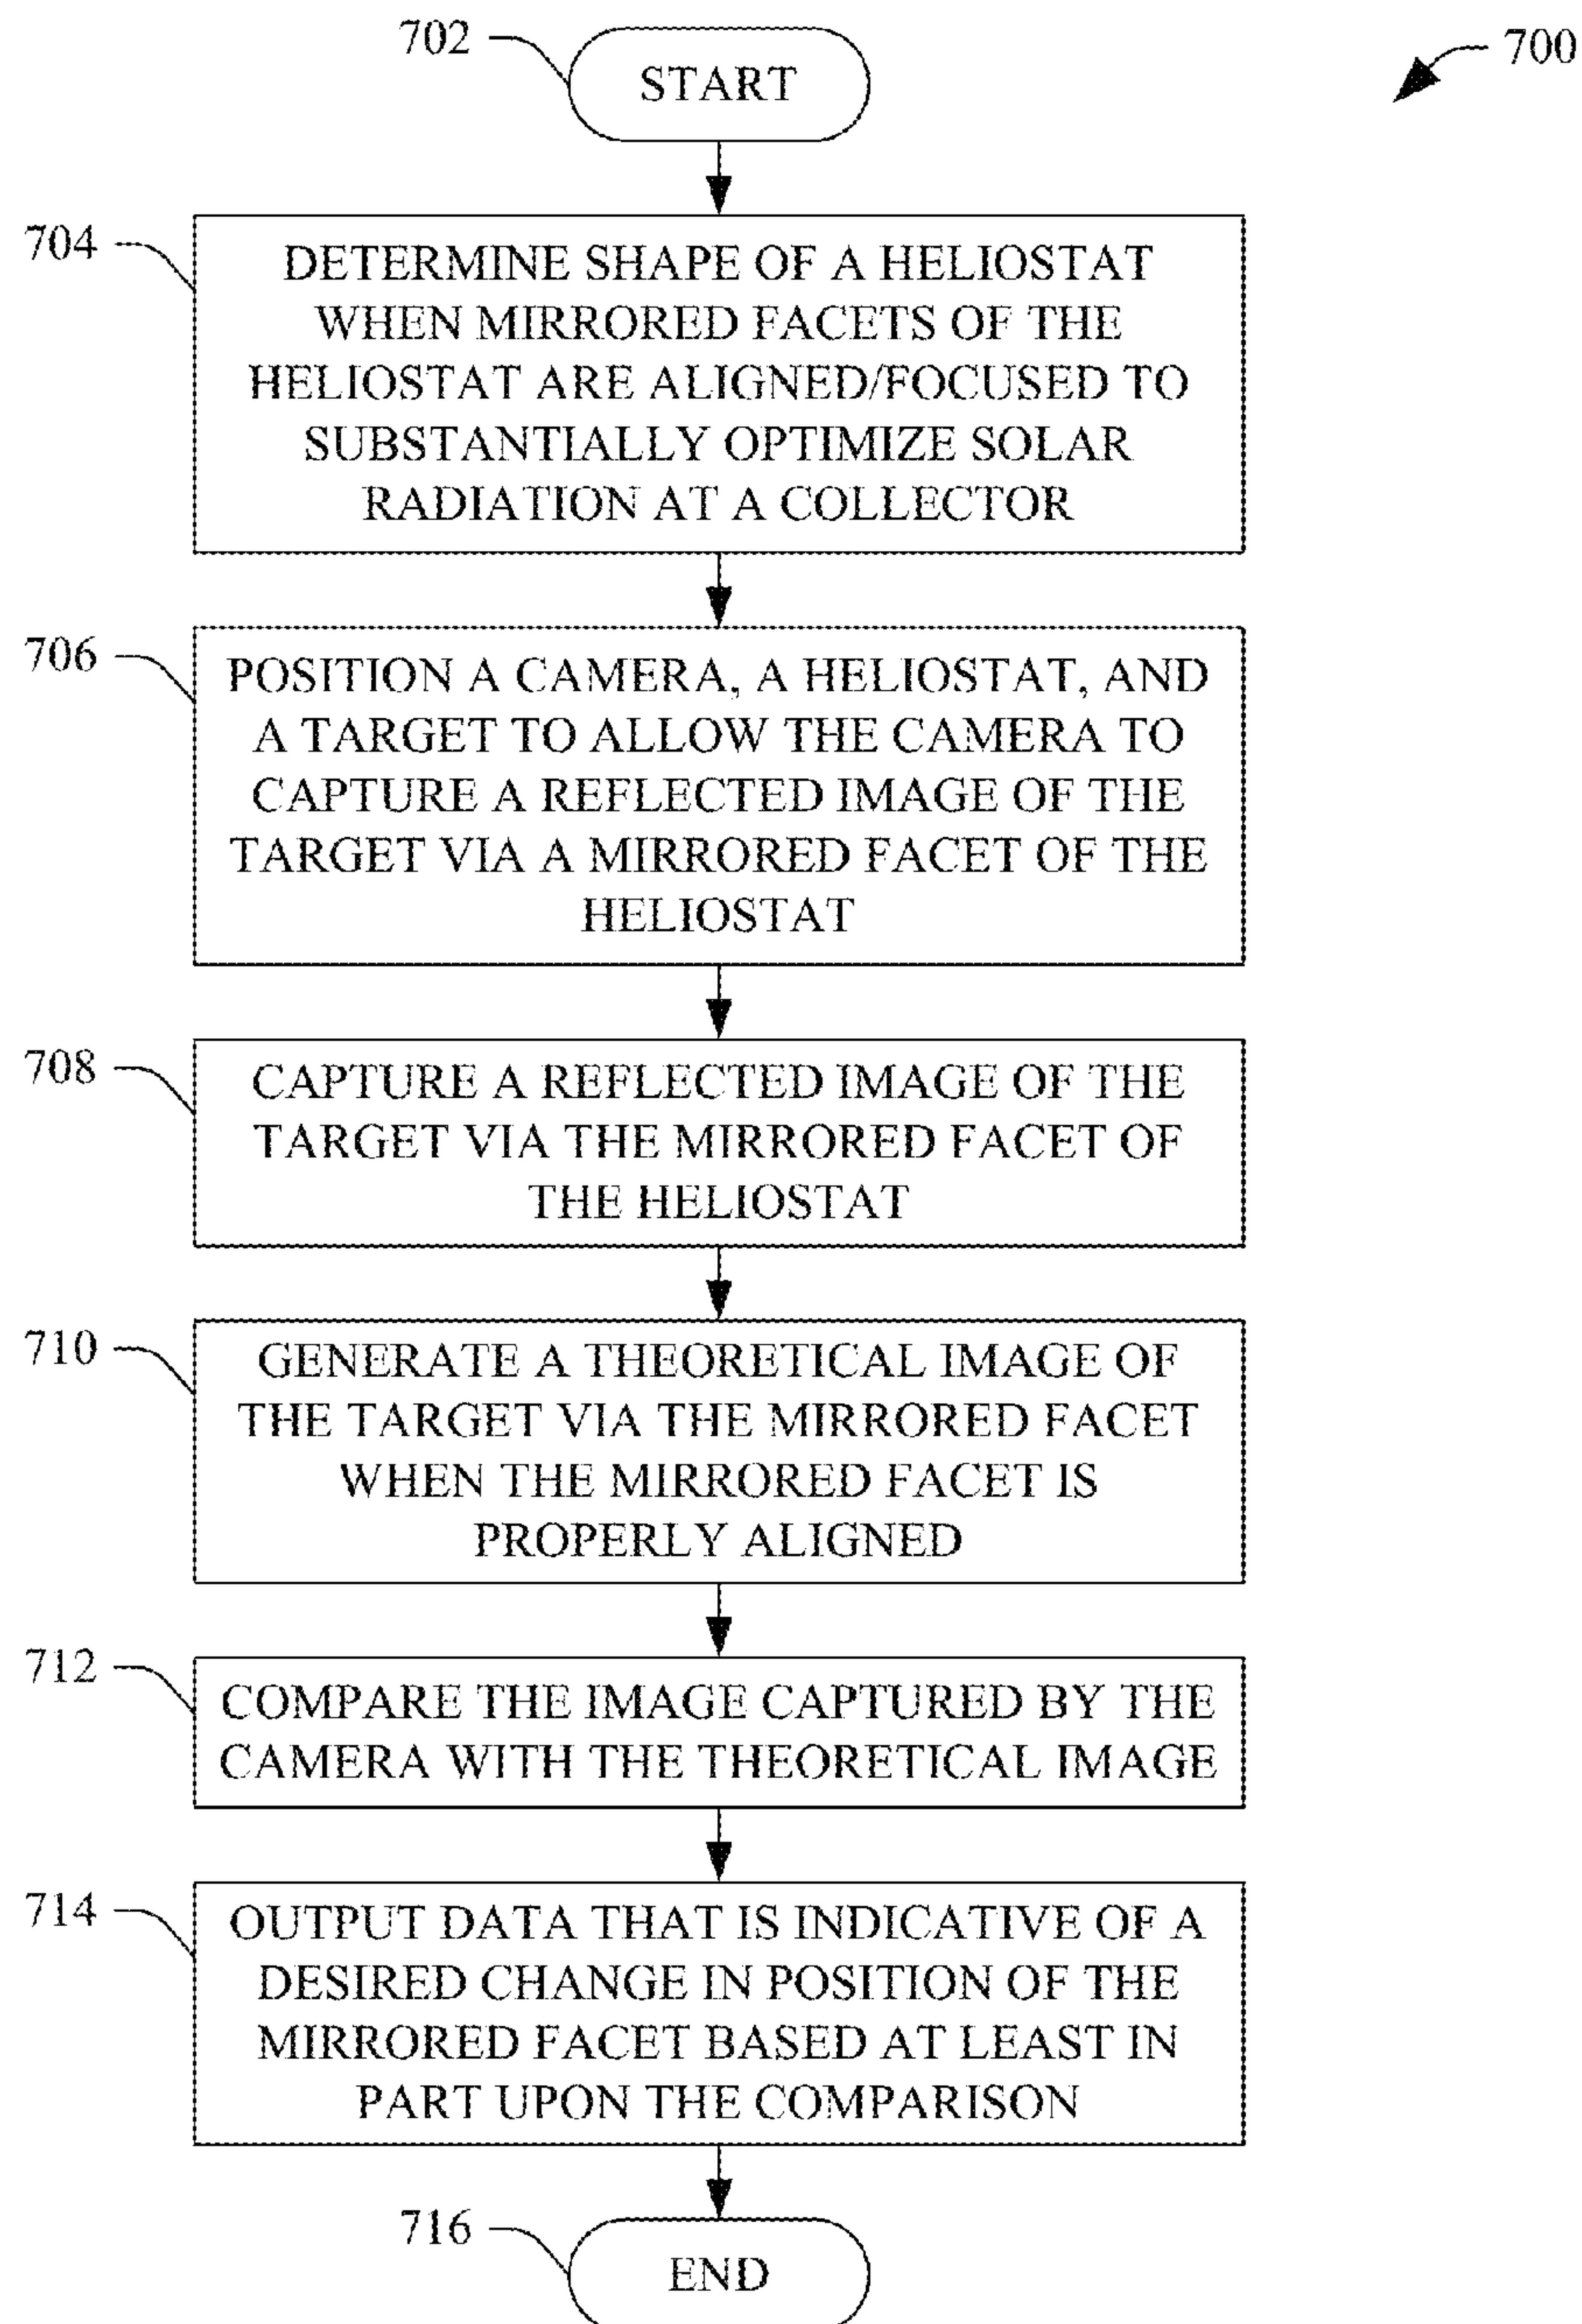 702
START
700
704
DETERMINE SHAPE OF A HELIOSTAT
WHEN MIRRORED FACETS OF THE
HELIOSTAT ARE ALIGNED/FOCUSED TO
SUBSTANTIALLY OPTIMIZE SOLAR
RADIATION AT A COLLECTOR
706
POSITION A CAMERA, A HELIOSTAT, AND
A TARGET TO ALLOW THE CAMERA TO
CAPTURE A REFLECTED IMAGE OF THE
TARGET VIA A MIRRORED FACET OF THE
HELIOSTAT
708
CAPTURE A REFLECTED IMAGE OF THE
TARGET VIA THE MIRRORED FACET OF
THE HELIOSTAT
710
GENERATE A THEORETICAL IMAGE OF
THE TARGET VIA THE MIRRORED FACET
WHEN THE MIRRORED FACET IS
PROPERLY ALIGNED
712
COMPARE THE IMAGE CAPTURED BY THE
CAMERA WITH THE THEORETICAL IMAGE
714
OUTPUT DATA THAT IS INDICATIVE OF A
DESIRED CHANGE IN POSITION OF THE
MIRRORED FACET BASED AT LEAST IN
PART UPON THE COMPARISON
716
END